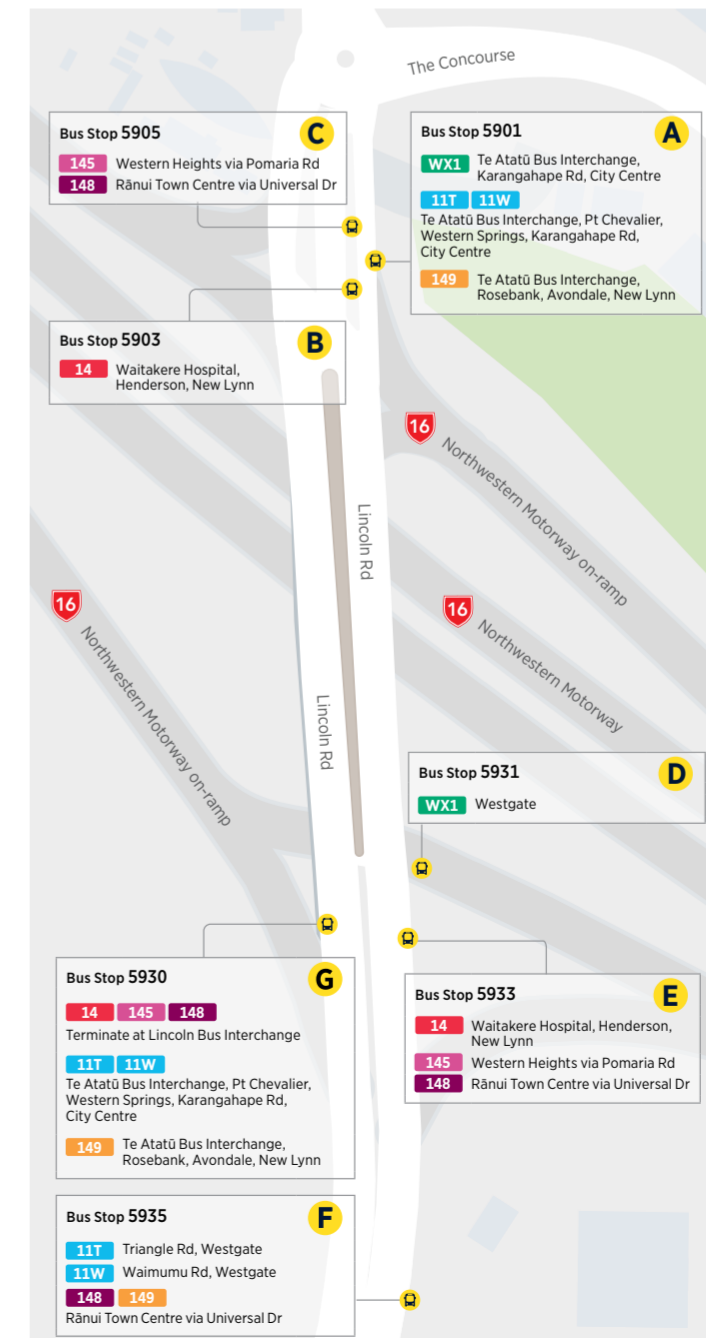 The Concourse
Bus Stop 5905
C
145 Western Heights via Pomaria Rd
148 Rānui Town Centre via Universal Dr
Bus Stop 5901
A
WX1 Te Atatū Bus Interchange,
Karangahape Rd, City Centre
11T 11W
Te Atatū Bus Interchange, Pt Chevalier,
Western Springs, Karangahape Rd,
City Centre
149 Te Atatū Bus Interchange,
Rosebank, Avondale, New Lynn
Bus Stop 5903
B
14 Waitakere Hospital,
Henderson, New Lynn
16
Northwestern Motorway on-ramp
Lincoln Rd
16
Northwestern Motorway
16
Northwestern Motorway on-ramp
Lincoln Rd
Bus Stop 5931
D
WX1 Westgate
Bus Stop 5930
G
14 145 148
Terminate at Lincoln Bus Interchange
11T 11W
Te Atatū Bus Interchange, Pt Chevalier,
Western Springs, Karangahape Rd,
City Centre
149 Te Atatū Bus Interchange,
Rosebank, Avondale, New Lynn
Bus Stop 5933
E
14 Waitakere Hospital, Henderson,
New Lynn
145 Western Heights via Pomaria Rd
148 Rānui Town Centre via Universal Dr
Bus Stop 5935
F
11T Triangle Rd, Westgate
11W Waimumu Rd, Westgate
148 149
Rānui Town Centre via Universal Dr